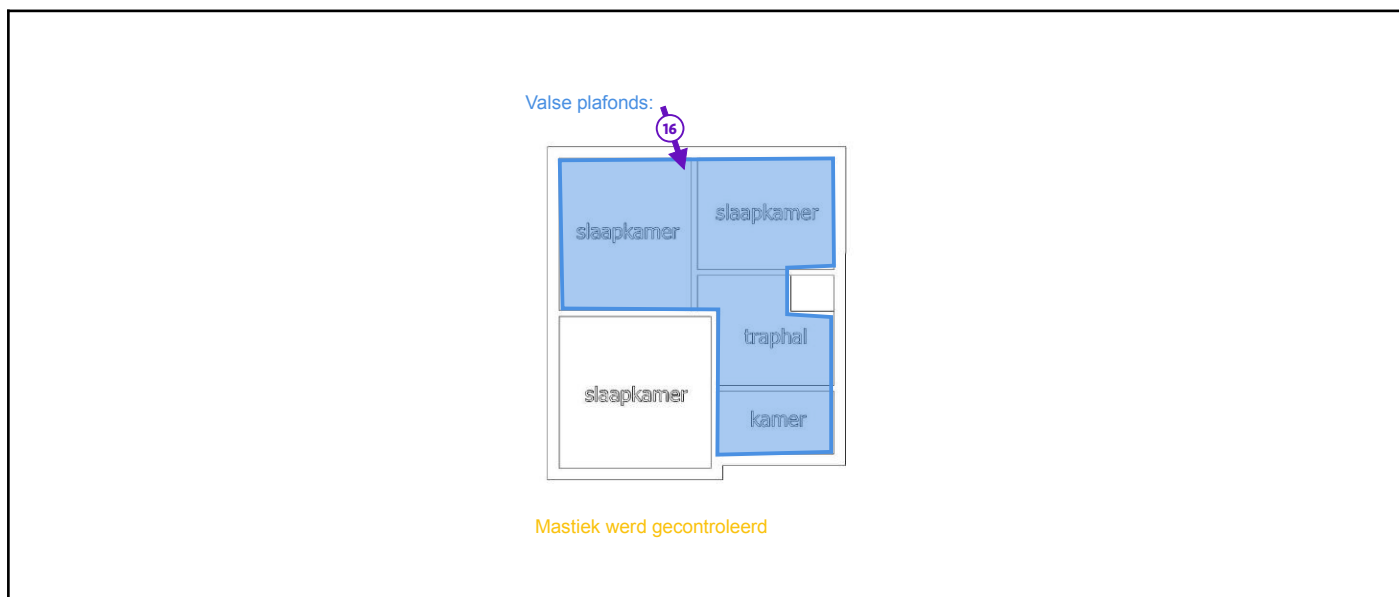 Valse plafonds:
16
slaapkamer
slaapkamer
traphal
slaapkamer
kamer
Mastiek werd gecontroleerd